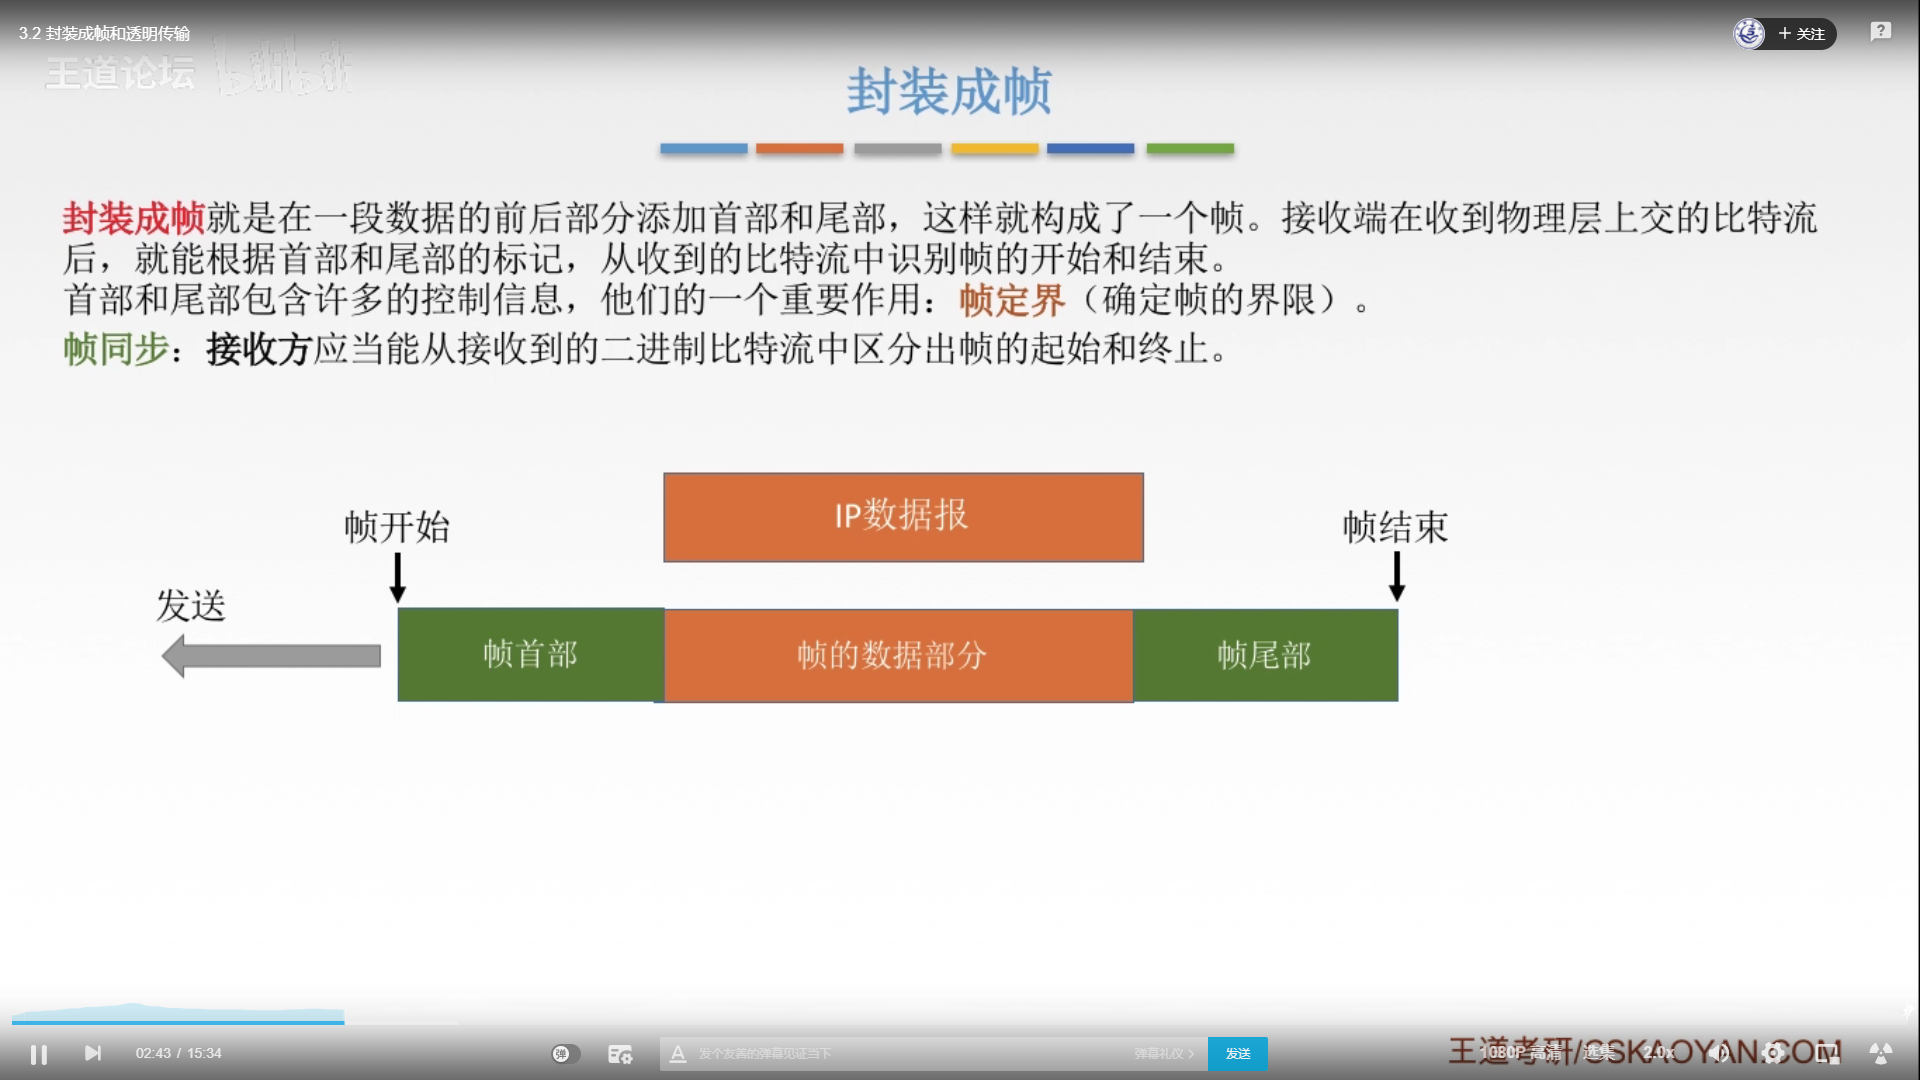 3.2 封装成帧和透明传输
+ 关注
王道论坛 bilibili
封装成帧
封装成帧就是在一段数据的前后部分添加首部和尾部，这样就构成了一个帧。接收端在收到物理层上交的比特流
后，就能根据首部和尾部的标记，从收到的比特流中识别帧的开始和结束。
首部和尾部包含许多的控制信息，他们的一个重要作用：帧定界（确定帧的界限）。
帧同步：接收方应当能从接收到的二进制比特流中区分出帧的起始和终止。
IP数据报
帧开始
帧结束
发送
帧首部
帧的数据部分
帧尾部
02:43 / 15:34
弹
A 发个友善的弹幕见证当下
弹幕礼仪 >
发送
王道考研/CSKAOYAN.COM
1080P 高清
选集
2.0x